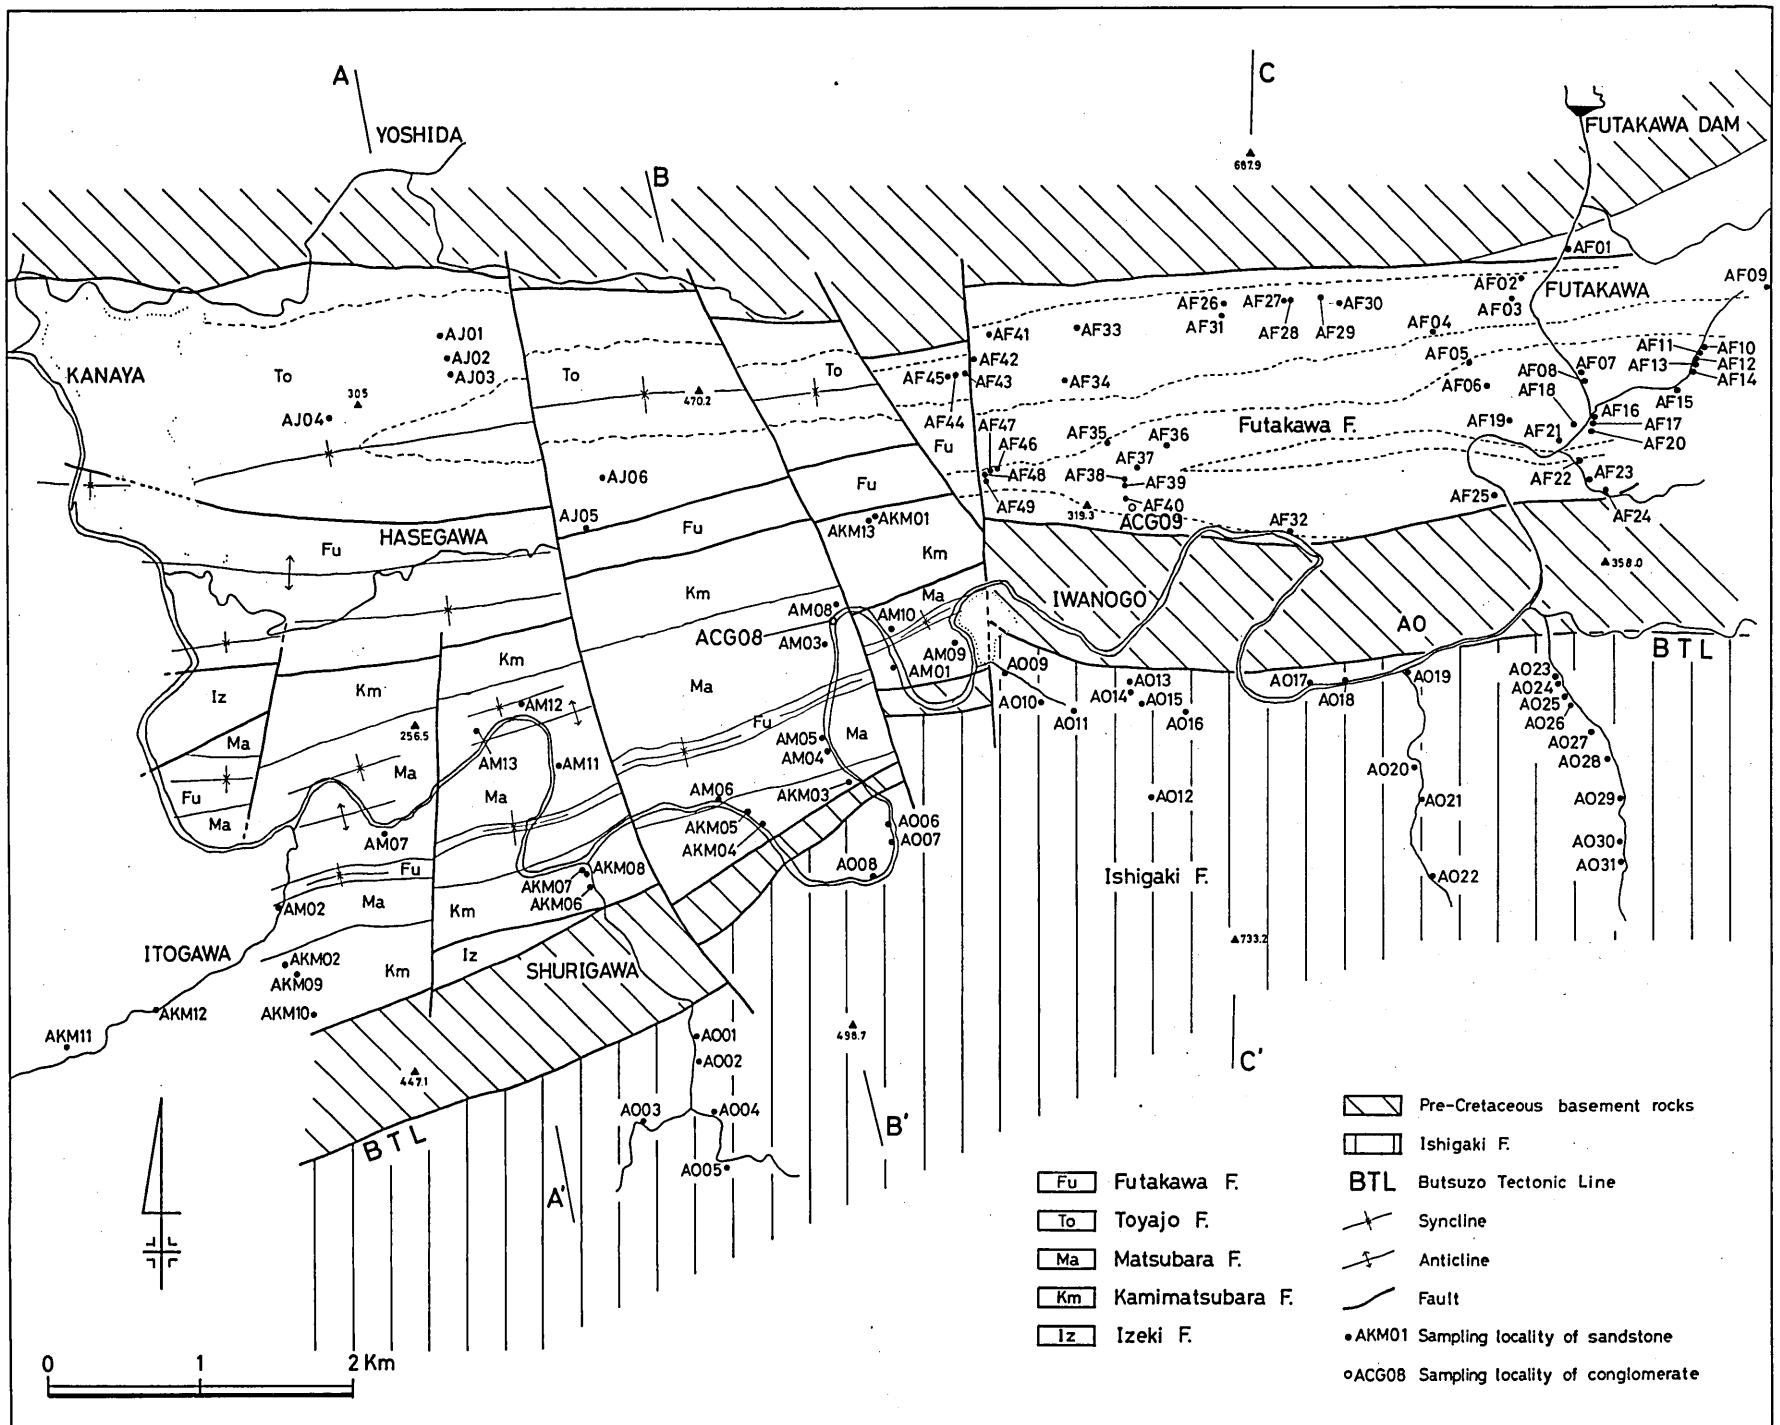 A
C
YOSHIDA
FUTAKAWA DAM
687.9
B
AF01
AF09
AF02
FUTAKAWA
AF26
AF27
AF30
AF03
AJ01
AF41
AF33
AF31
AF28
AF29
AF04
AF11
AF10
AJ02
AF42
AF05
AF13
AF12
KANAYA
To
AJ03
To
To
AF45
AF43
AF34
AF08
AF07
AF14
305
470.2
AF06
AF18
AF15
AJ04
AF44
AF47
AF19
AF16
AF17
Futakawa F.
AF35
AF36
AF21
AF20
Fu
AF46
AF37
AF38
AF48
AF39
AF22
AF23
AJ06
Fu
AF49
AF40
AF25
AJ05
319.3
ACG09
AF32
AF24
AKM01
HASEGAWA
Fu
AKM13
Fu
Km
358.0
Km
Ma
IWANOGO
AM08
AM10
AO
ACG08
AM03
AM09
BTL
Km
AM01
AO09
AO23
Iz
Km
Ma
AO13
AO17
AO19
AO24
AM12
AO10
AO14
AO15
AO18
AO25
AO11
AO16
AO26
256.5
Fu
Ma
AM05
Ma
AO27
AM13
AM11
AM04
AO20
AO28
Ma
Fu
Ma
AM06
AKM03
AO12
AO21
AO29
Ma
AKM05
AO06
AM07
AKM04
AO07
AO30
Fu
AKM08
AO08
AO31
AKM07
Ishigaki F.
AO22
AM02
Ma
AKM06
Km
733.2
ITOGAWA
Iz
AKM02
Km
SHURIGAWA
AKM09
AKM12
AKM10
AKM11
AO01
498.7
AO02
C'
447.1
AO03
AO04
B'
BTL
AO05
A'
Pre-Cretaceous basement rocks
Ishigaki F.
BTL Butsuzo Tectonic Line
Syncline
Anticline
Fault
AKM01 Sampling locality of sandstone
ACG08 Sampling locality of conglomerate
Fu Futakawa F.
To Toyajo F.
Ma Matsubara F.
Km Kamimatsubara F.
Iz Izeki F.
0 1 2 Km